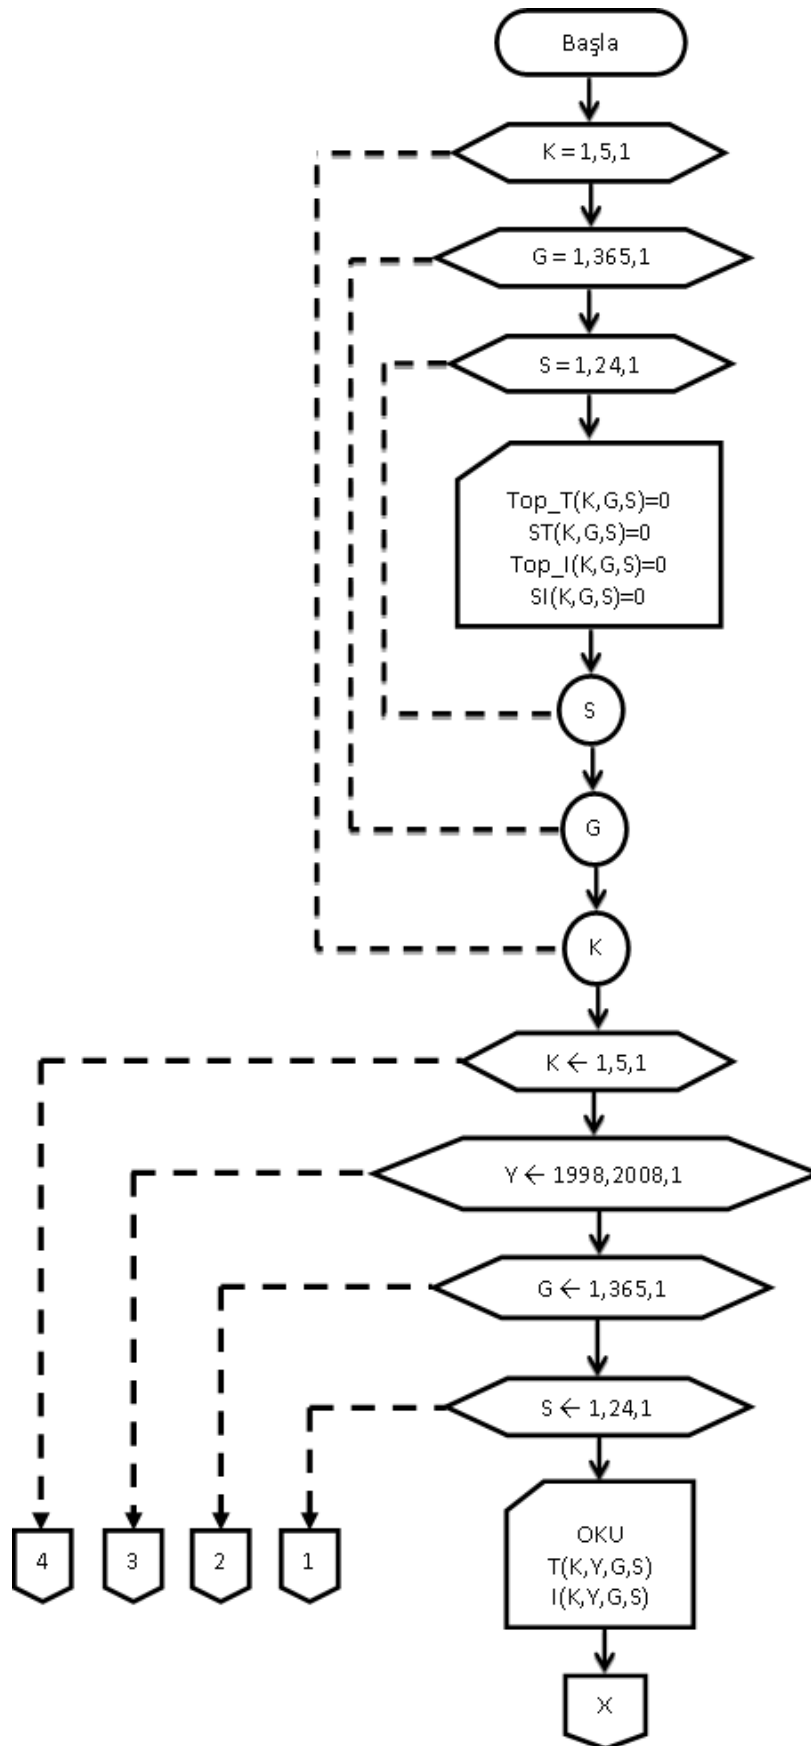 Başla
K = 1,5,1
G = 1,365,1
S = 1,24,1
Top_T(K,G,S)=0
ST(K,G,S)=0
Top_I(K,G,S)=0
SI(K,G,S)=0
S
G
K
K ← 1,5,1
Y ← 1998,2008,1
G ← 1,365,1
S ← 1,24,1
OKU
T(K,Y,G,S)
I(K,Y,G,S)
4
3
2
1
X